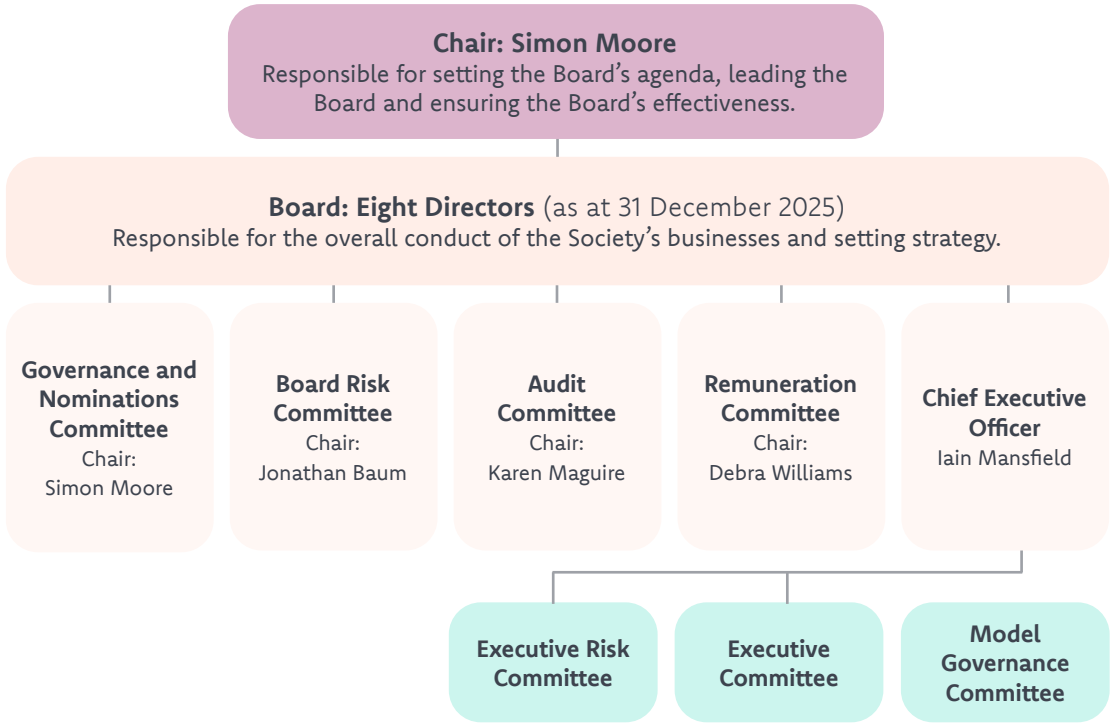 Chair: Simon Moore
Responsible for setting the Board’s agenda, leading the
Board and ensuring the Board’s effectiveness.
Board: Eight Directors (as at 31 December 2025)
Responsible for the overall conduct of the Society’s businesses and setting strategy.
Governance and
Nominations
Committee
Chair:
Simon Moore
Board Risk
Committee
Chair:
Jonathan Baum
Audit
Committee
Chair:
Karen Maguire
Remuneration
Committee
Chair:
Debra Williams
Chief Executive
Officer
Iain Mansfield
Executive Risk
Committee
Executive
Committee
Model
Governance
Committee